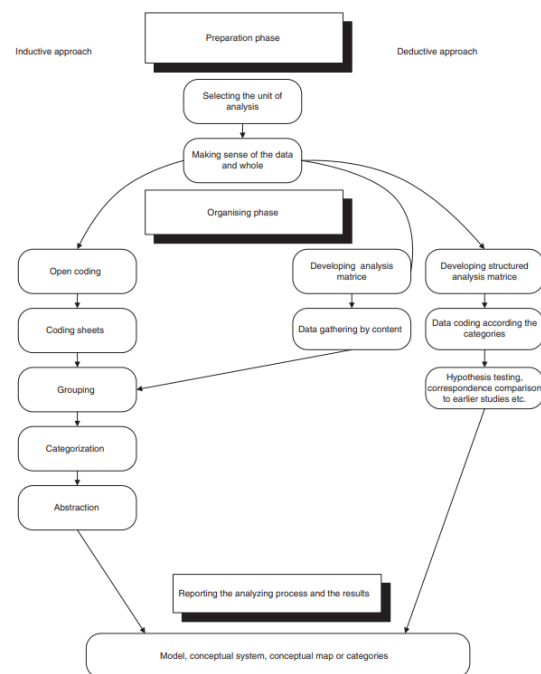 Preparation phase
Inductive approach
Deductive approach
Selecting the unit of
analysis
Making sense of the data
and whole
Organising phase
Open coding
Developing analysis
matrice
Developing structured
analysis matrice
Coding sheets
Data gathering by content
Data coding according the
categories
Grouping
Hypothesis testing,
correspondence comparison
to earlier studies etc.
Categorization
Abstraction
Reporting the analyzing process and the results
Model, conceptual system, conceptual map or categories